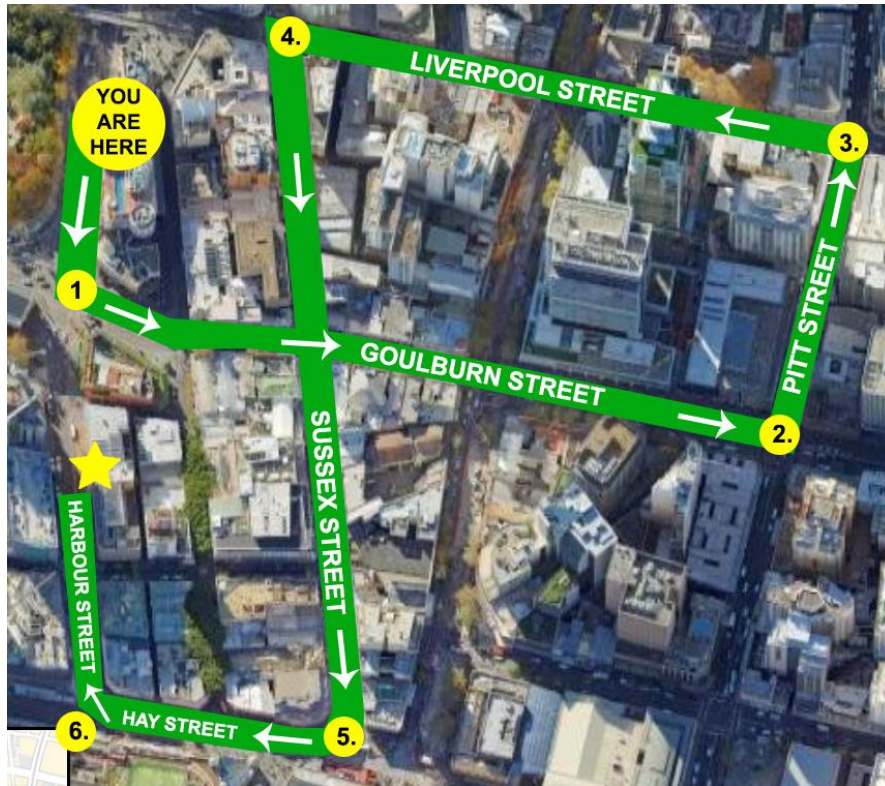 4.
LIVERPOOL STREET
YOU
ARE
HERE
3.
1
PITT STREET
GOULBURN STREET
2.
SUSSEX STREET
HARBOUR STREET
HAY STREET
5.
6.